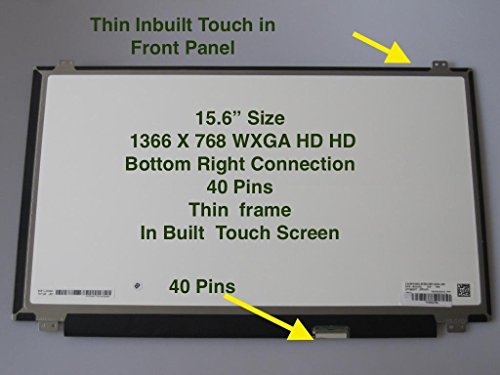 Thin Inbuilt Touch in
Front Panel
15.6” Size
1366 X 768 WXGA HD HD
Bottom Right Connection
40 Pins
Thin frame
In Built Touch Screen
40 Pins